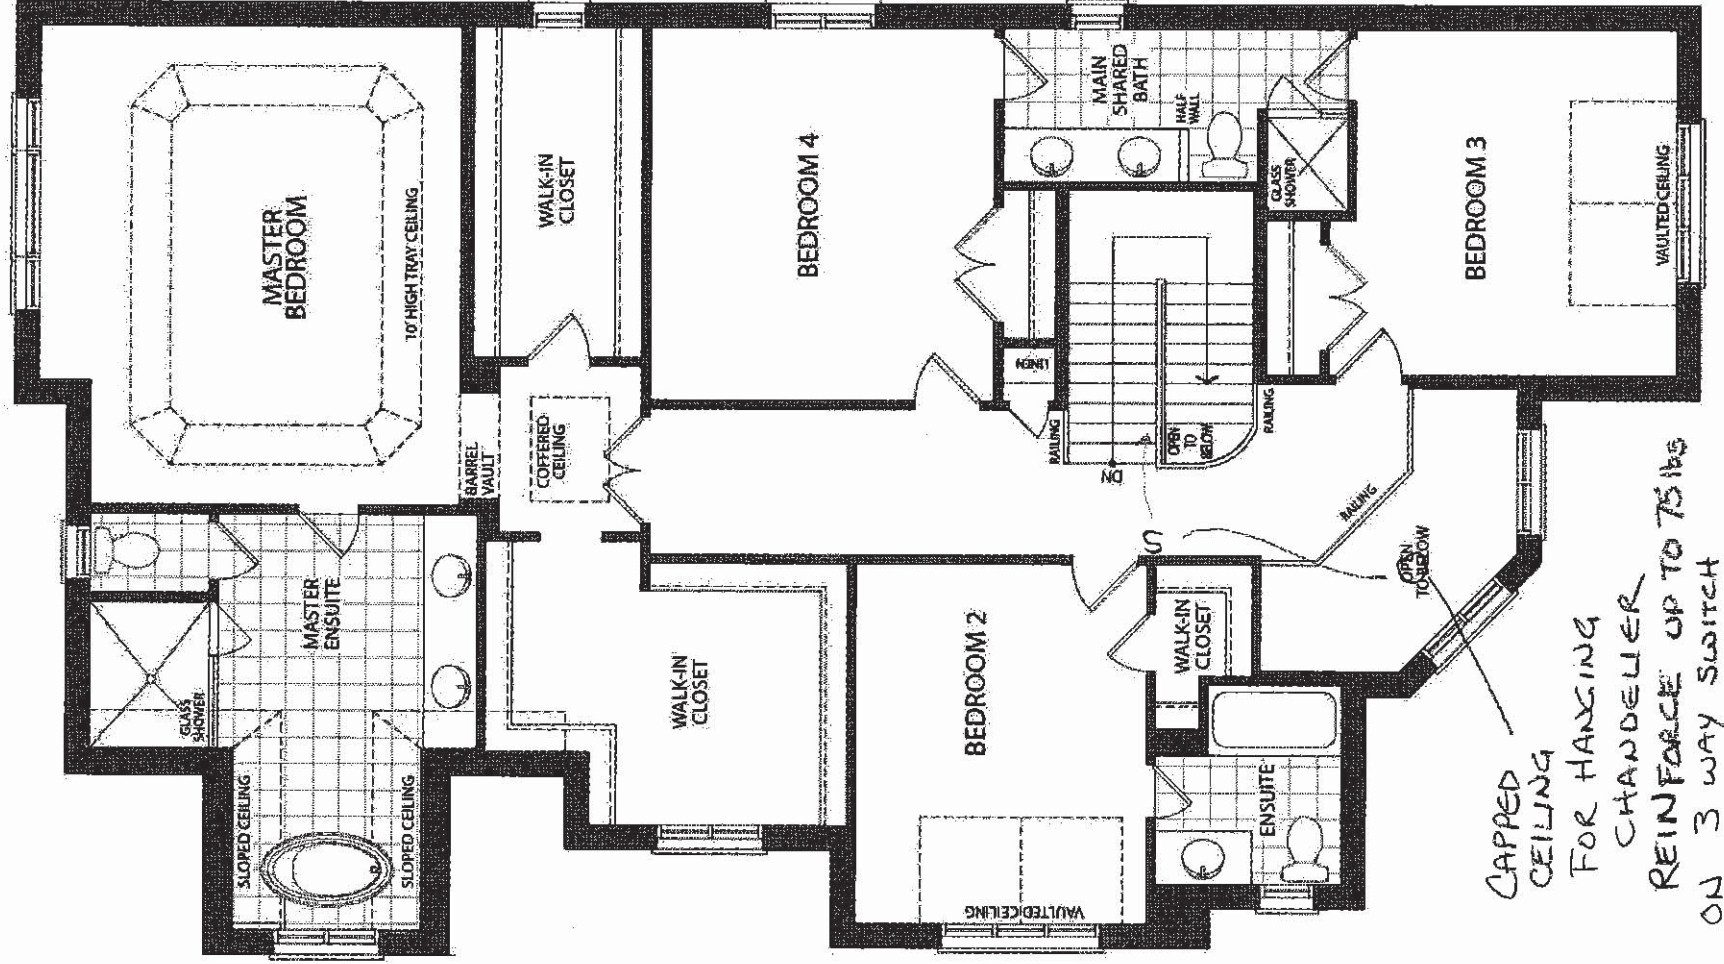 MASTER
BEDROOM
10' HIGH TRAY CEILING
WALK-IN
CLOSET
BEDROOM 4
MAIN
SHARED
BATH
HALF
WALL
GLASS
SHOWER
BEDROOM 3
VAULTED CEILING
LINEN
BARREL
VAULT
COFFERED
CEILING
RAILING
DN
OPEN
TO
BELOW
RAILING
RAILING
OPEN
TO BELOW
S
MASTER
ENSUITE
GLASS
SHOWER
SLOPED CEILING
SLOPED CEILING
WALK-IN
CLOSET
BEDROOM 2
VAULTED CEILING
WALK-IN
CLOSET
ENSUITE
CAPPED
CEILING
FOR HANGING
CHANDELIER
REINFORCE UP TO 75 lbs
ON 3 WAY SWITCH